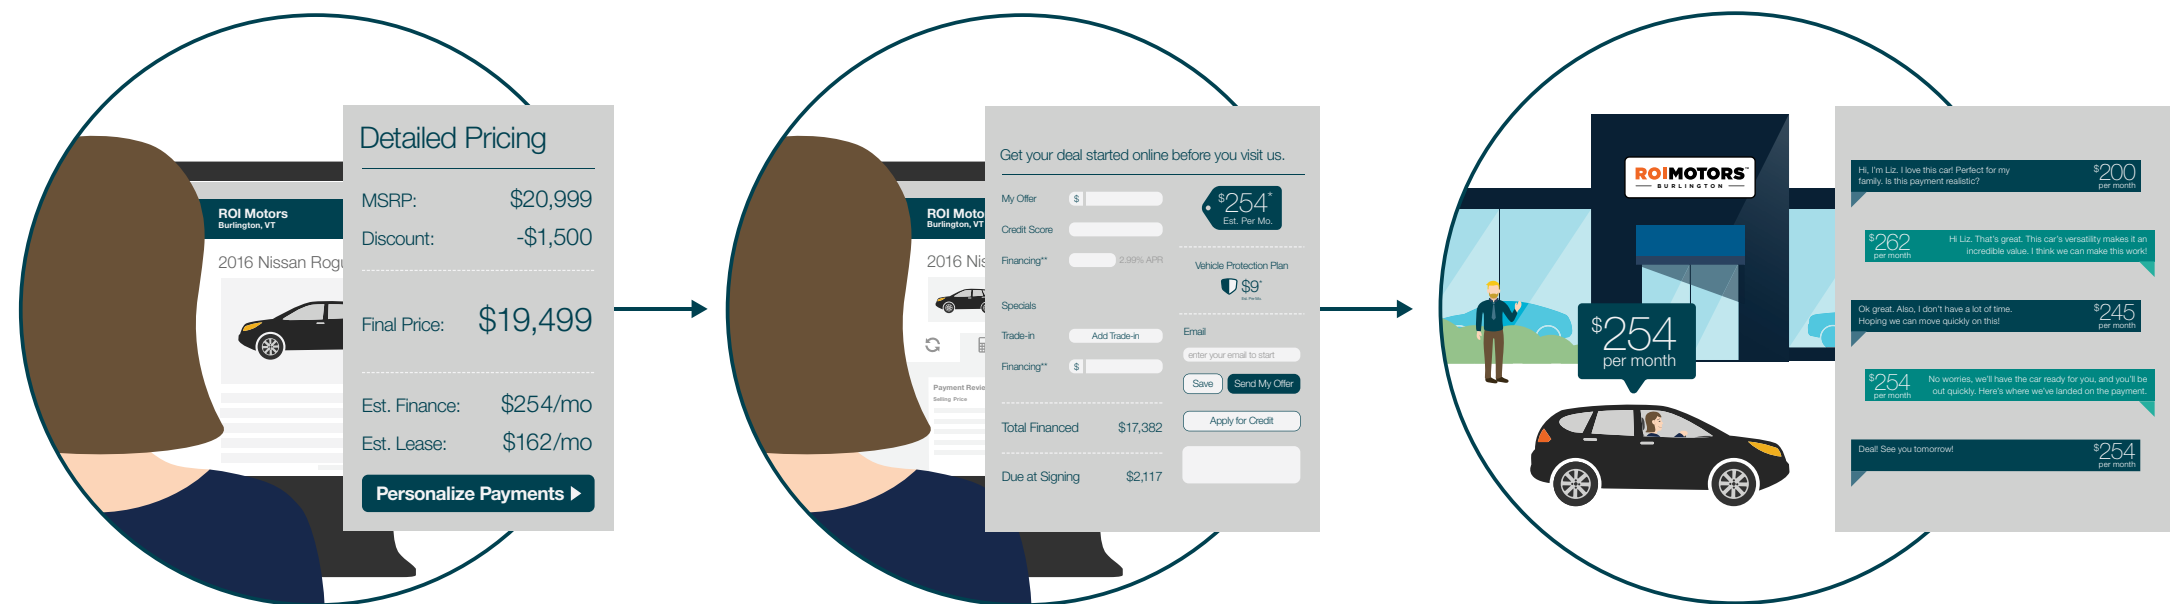 Detailed Pricing
MSRP: $20,999
Discount: -$1,500
Final Price: $19,499
Est. Finance: $254/mo
Est. Lease: $162/mo
Personalize Payments
ROI Motors
Burlington, VT
2016 Nissan Rogu
Get your deal started online before you visit us.
My Offer $
Credit Score
Financing** 2.99% APR
Specials
Trade-in Add Trade-in
Financing** $
Total Financed $17,382
Due at Signing $2,117
$254*
Est. Per Mo.
Vehicle Protection Plan
$9*
Est. Per Mo.
Email
enter your email to start
Save Send My Offer
Apply for Credit
ROI Moto
Burlington, VT
2016 Nis
Payment Revie
Selling Price
ROIMOTORS™
BURLINGTON
$254
per month
Hi, I'm Liz. I love this car! Perfect for my
family. Is this payment realistic?
$200
per month
$262
per month
Hi Liz. That's great. This car's versatility makes it an
incredible value. I think we can make this work!
Ok great. Also, I don't have a lot of time.
Hoping we can move quickly on this!
$245
per month
$254
per month
No worries, we'll have the car ready for you, and you'll be
out quickly. Here's where we've landed on the payment.
Deal! See you tomorrow!
$254
per month